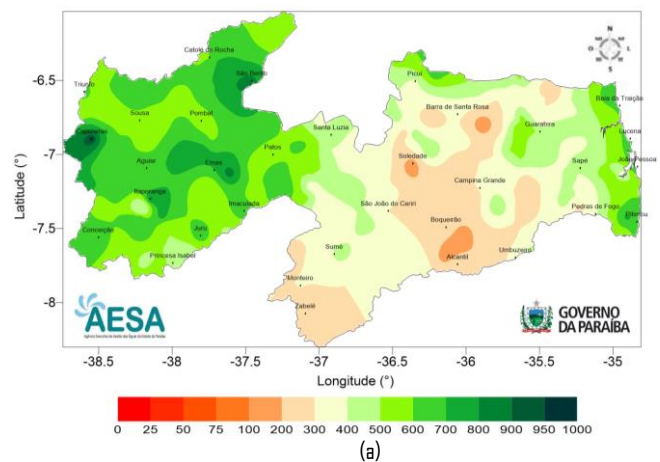 -6.5
-7
-7.5
-8
Latitude (°)
N
O
L
S
Catolé do Rocha
Triunfo
São Bento
Picuí
Baia da Traição
Sousa
Pombal
Barra de Santa Rosa
Guarabira
Santa Luzia
Lucena
Aguiar
Emas
Patos
Soledade
Sapé
João Pessoa
Itaporanga
Campina Grande
Imaculada
São João do Cariri
Pedras de Fogo
Conceição
Juru
Boqueirão
Princesa Isabel
Sumé
Alcantil
Umbuzeiro
Monteiro
Zabelê
AESA
GOVERNO
DA PARAÍBA
-38.5 -38 -37.5 -37 -36.5 -36 -35.5 -35
Longitude (°)
0 25 50 75 100 200 300 400 500 600 700 800 900 950 1000
(a)